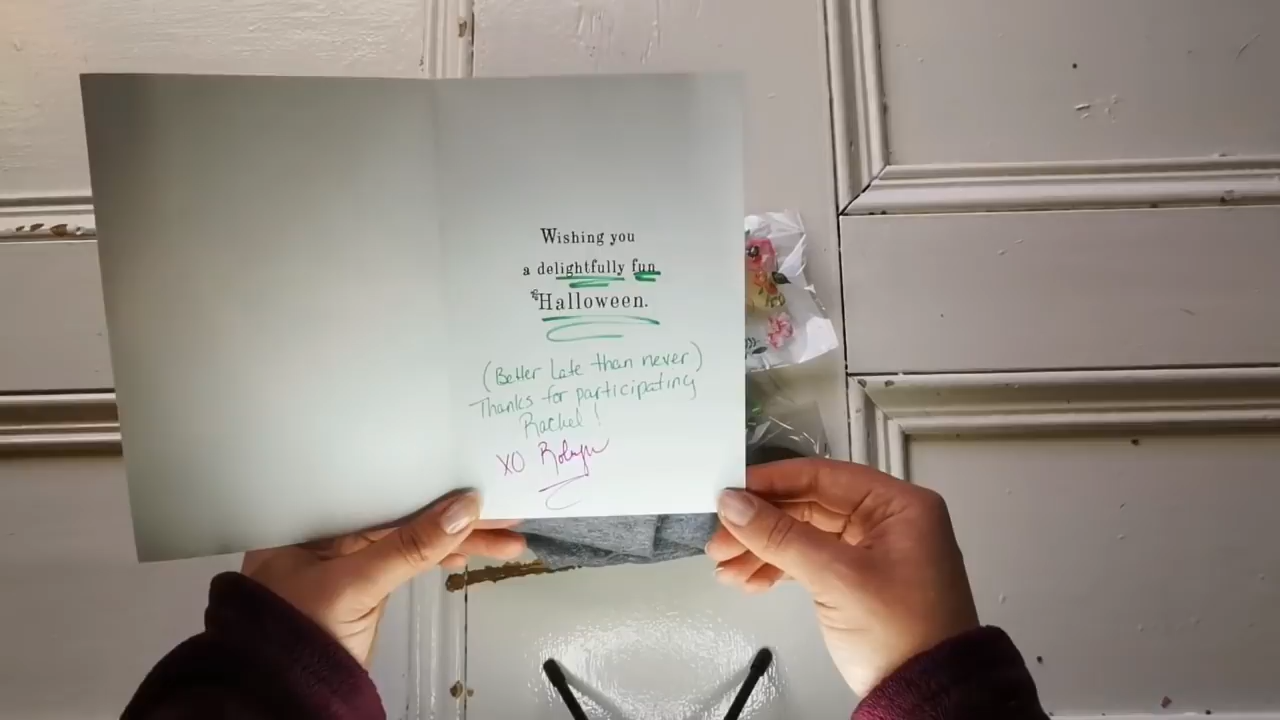 Wishing you
a delightfully fun
Halloween.
(Better Late than never)
Thanks for participating
Rachel!
XO Robyn